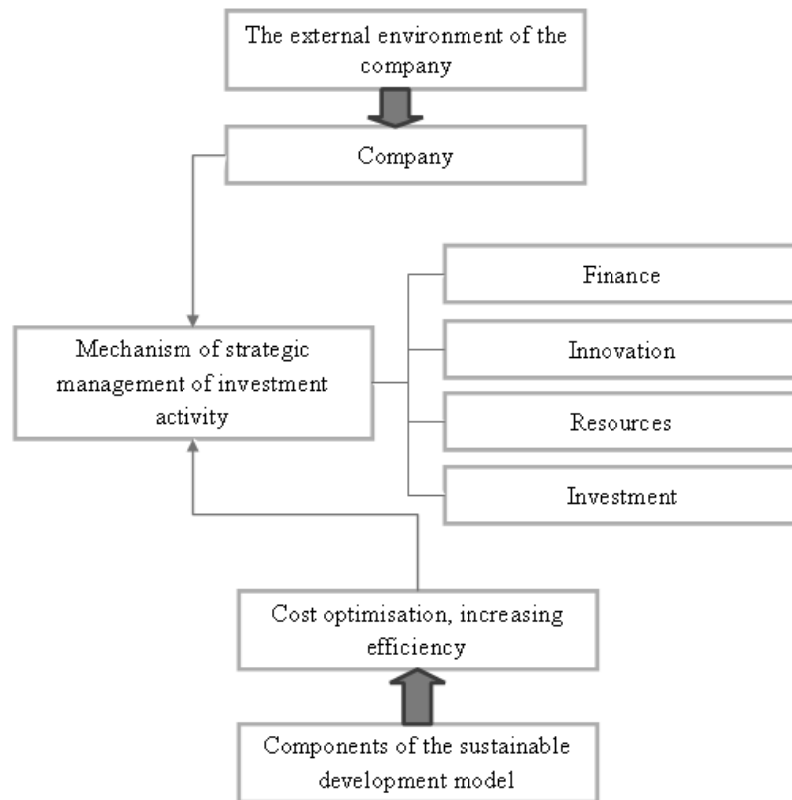 The external environment of the
company
Company
Finance
Mechanism of strategic
management of investment
activity
Innovation
Resources
Investment
Cost optimisation, increasing
efficiency
Components of the sustainable
development model